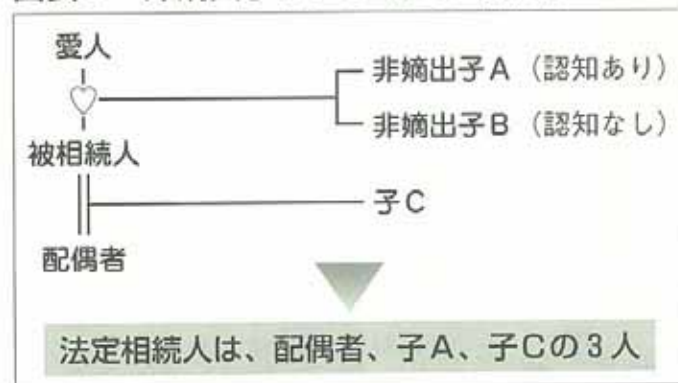 愛人
非嫡出子A（認知あり）
非嫡出子B（認知なし）
被相続人
子C
配偶者
法定相続人は、配偶者、子A、子Cの3人